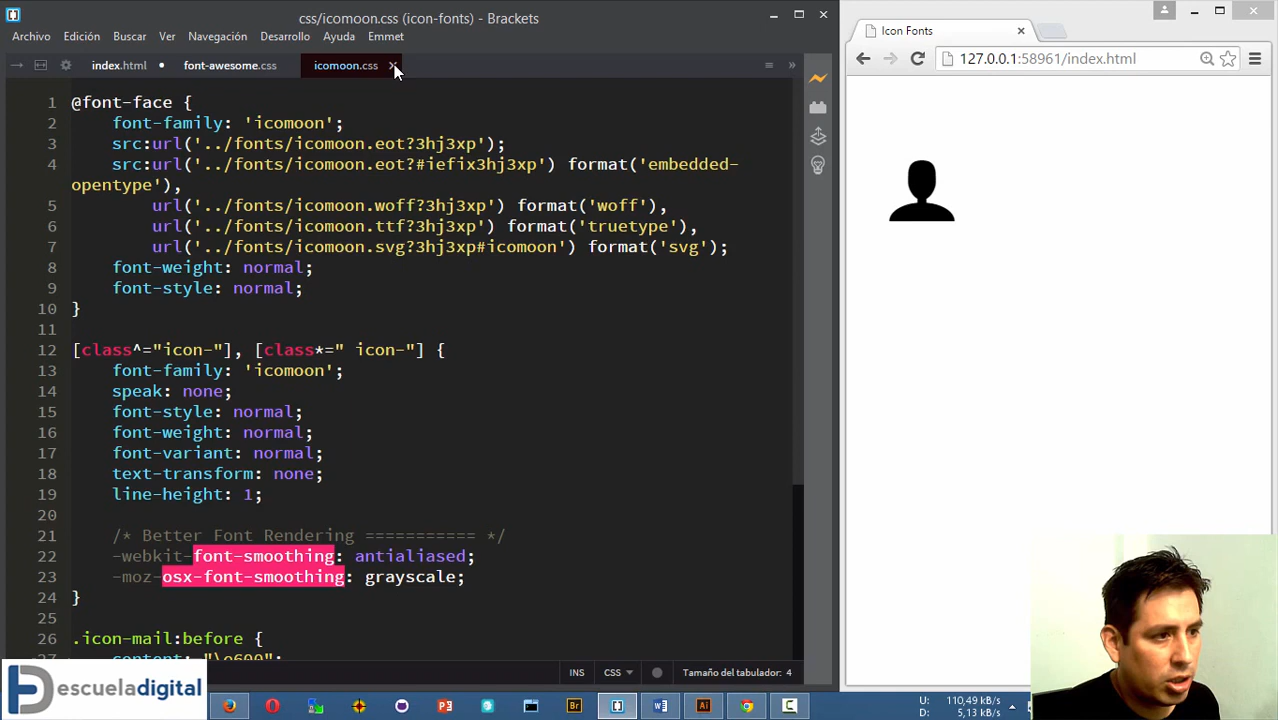 css/icomoon.css (icon-fonts) - Brackets
Archivo Edición Buscar Ver Navegación Desarrollo Ayuda Emmet
index.html • font-awesome.css icomoon.css ×
1 @font-face {
2 font-family: 'icomoon';
3 src:url('../fonts/icomoon.eot?3hj3xp');
4 src:url('../fonts/icomoon.eot?#iefix3hj3xp') format('embedded-
opentype'),
5 url('../fonts/icomoon.woff?3hj3xp') format('woff'),
6 url('../fonts/icomoon.ttf?3hj3xp') format('truetype'),
7 url('../fonts/icomoon.svg?3hj3xp#icomoon') format('svg');
8 font-weight: normal;
9 font-style: normal;
10 }
11
12 [class^="icon-"], [class*=" icon-"] {
13 font-family: 'icomoon';
14 speak: none;
15 font-style: normal;
16 font-weight: normal;
17 font-variant: normal;
18 text-transform: none;
19 line-height: 1;
20
21 /* Better Font Rendering =========== */
22 -webkit-font-smoothing: antialiased;
23 -moz-osx-font-smoothing: grayscale;
24 }
25
26 .icon-mail:before {
27 content: "\e600";
INS CSS Tamaño del tabulador: 4
Icon Fonts ×
127.0.0.1:58961/index.html
escueladigital
Br
W
Ai
U: 110,49 kB/s
D: 5,13 kB/s